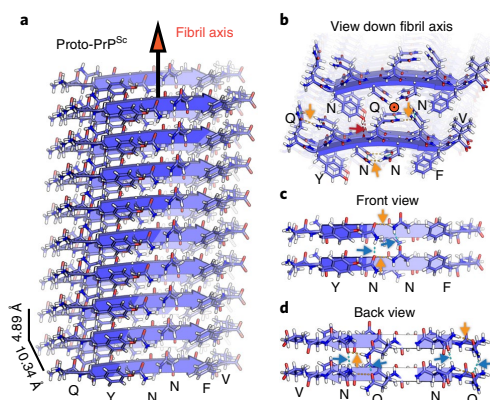 a
Proto-PrP^Sc
Fibril axis
4.89 Å
10.34 Å
Q Y N N F V
b
View down fibril axis
N Q N
Q V
Y N N F
c
Front view
Y N N F
d
Back view
V N Q N Q